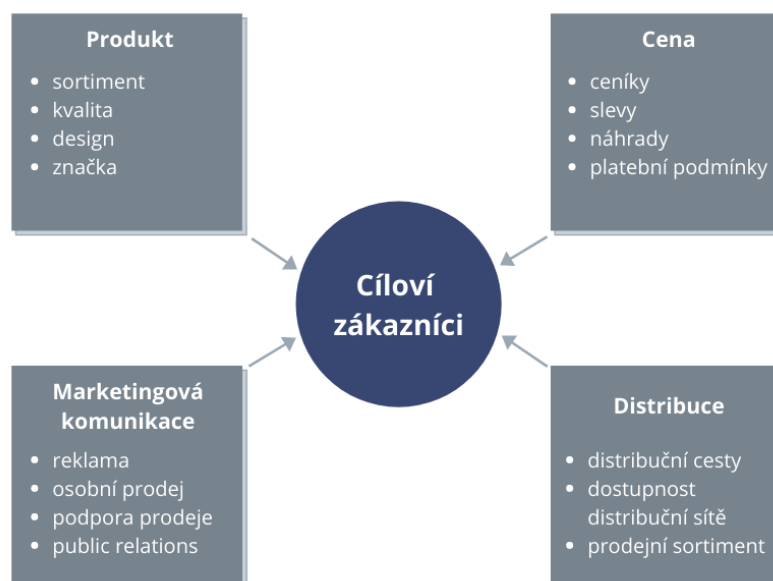 Produkt
sortiment
kvalita
design
značka
Cena
ceníky
slevy
náhrady
platební podmínky
Cíloví
zákazníci
Marketingová
komunikace
reklama
osobní prodej
podpora prodeje
public relations
Distribuce
distribuční cesty
dostupnost
distribuční sítě
prodejní sortiment